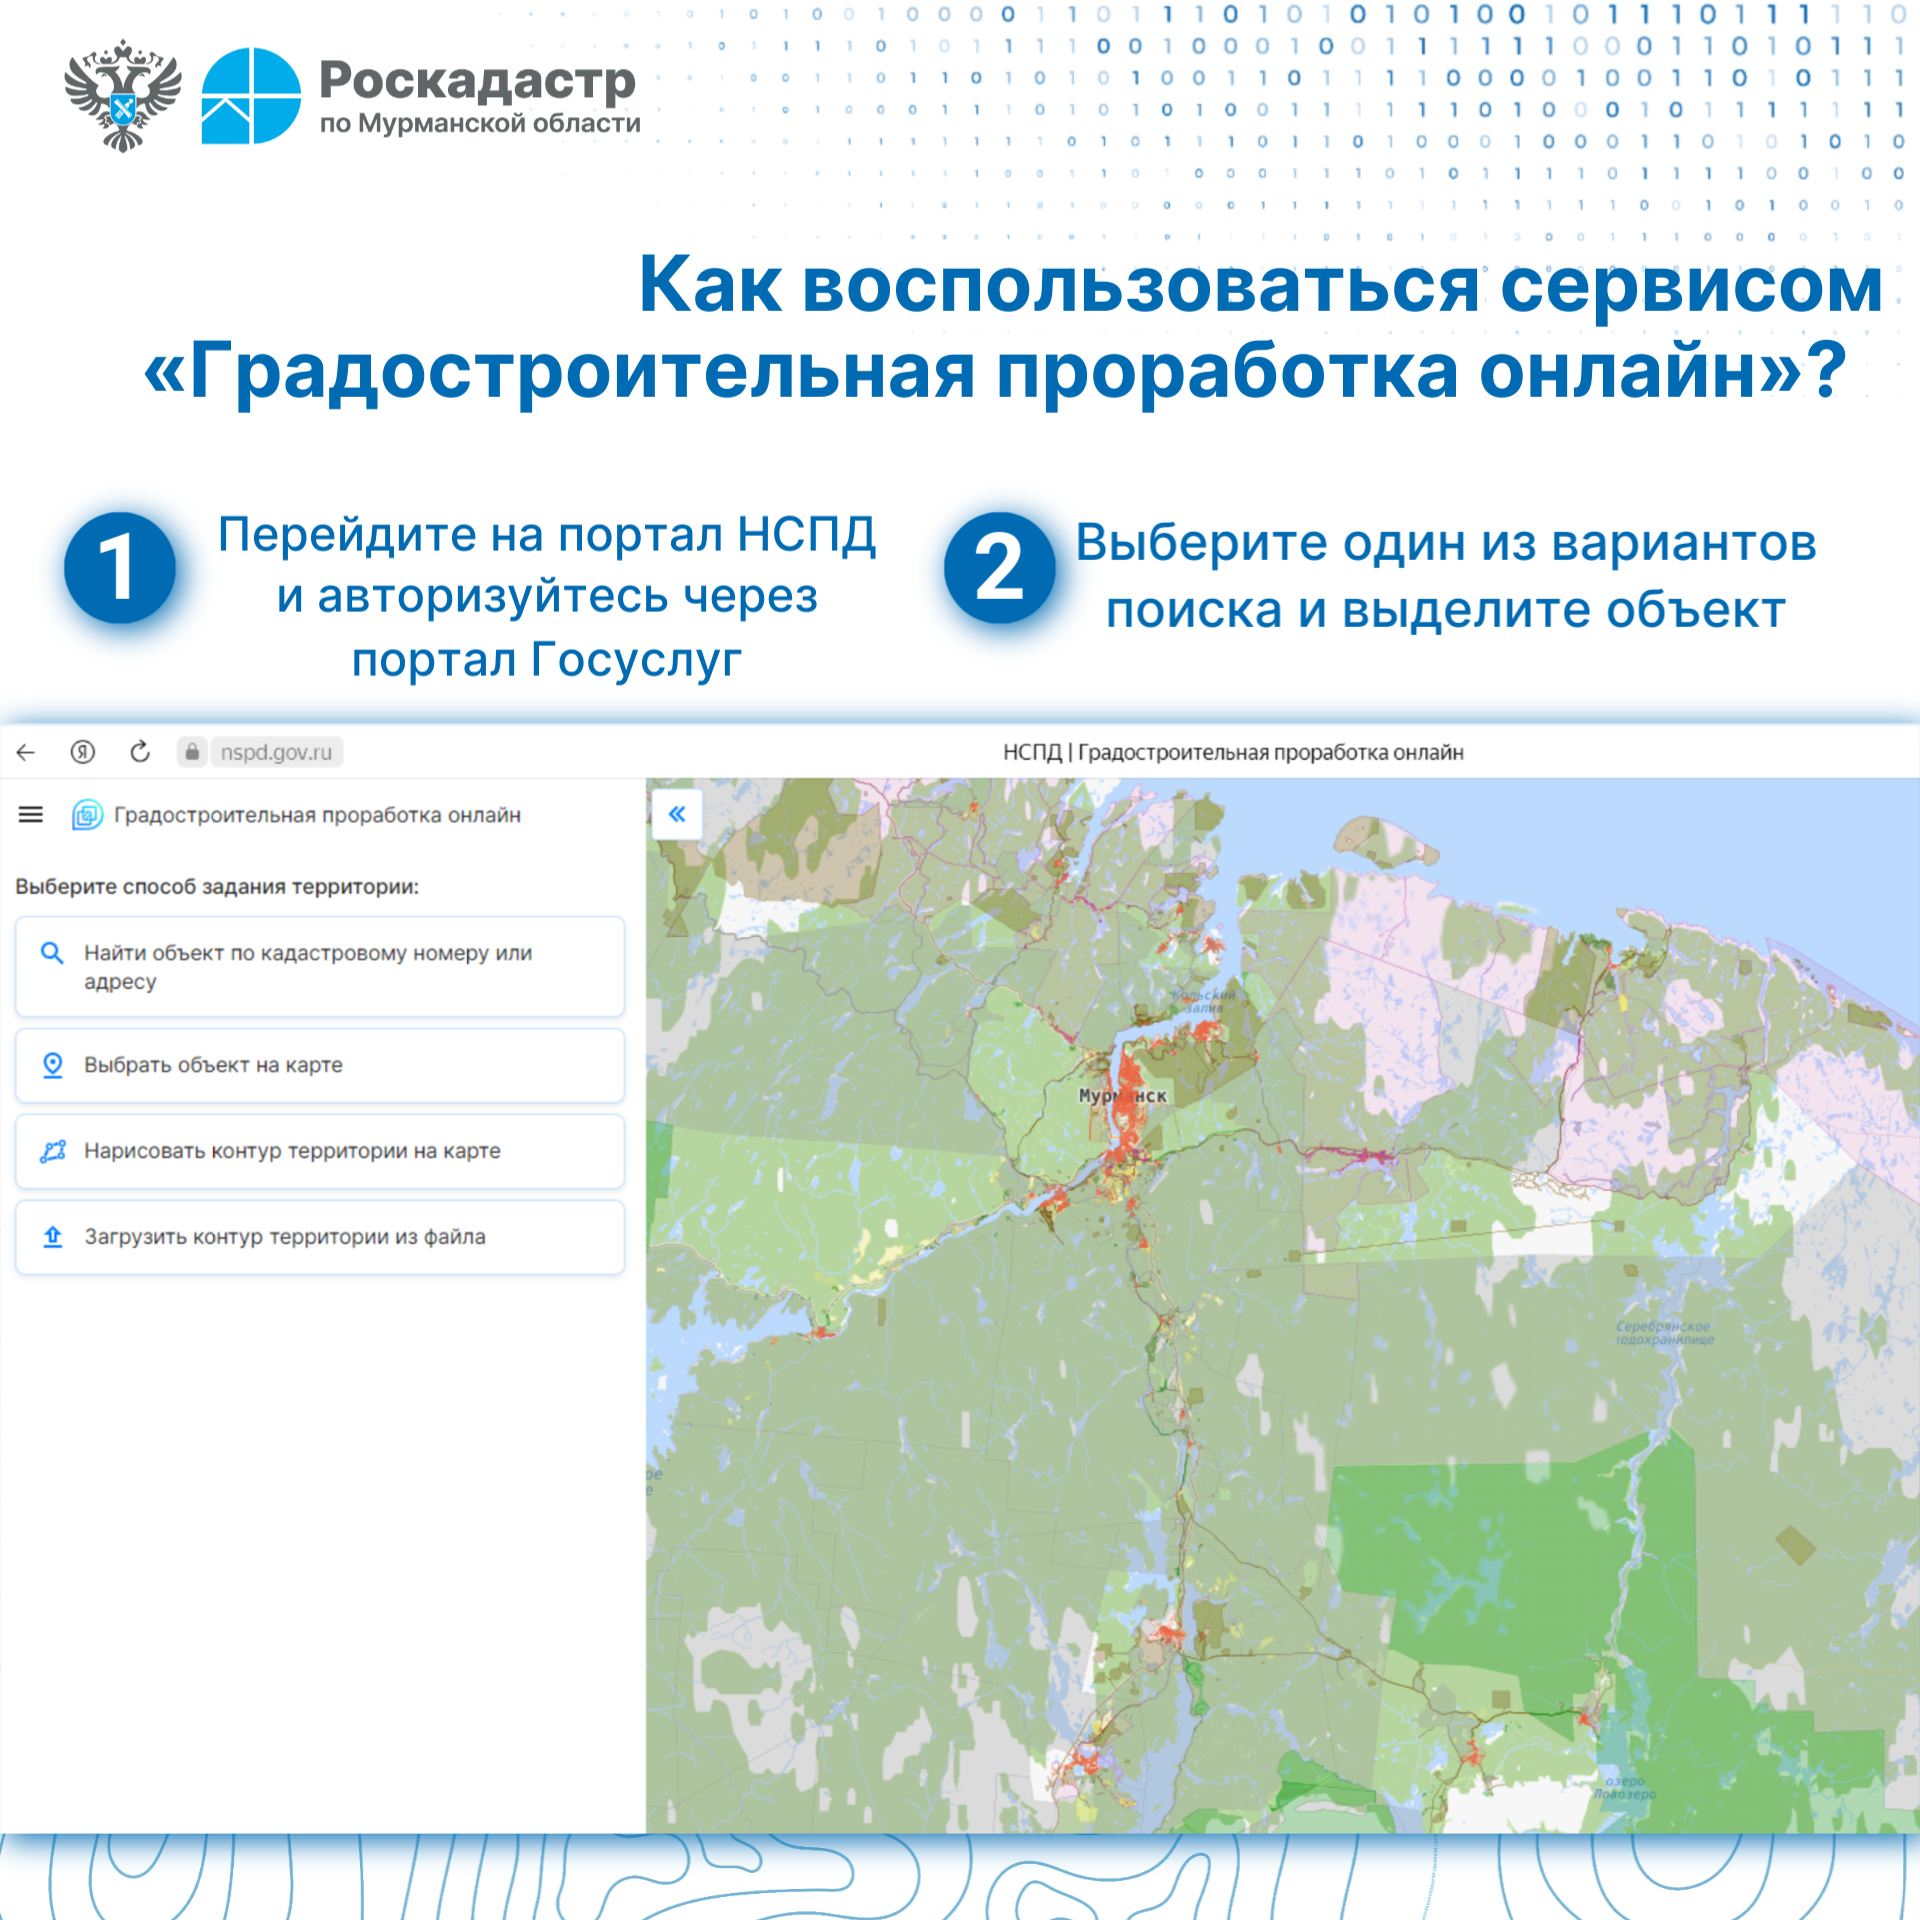 Роскадастр
по Мурманской области
Как воспользоваться сервисом
«Градостроительная проработка онлайн»?
1
Перейдите на портал НСПД
и авторизуйтесь через
портал Госуслуг
2
Выберите один из вариантов
поиска и выделите объект
nspd.gov.ru
НСПД | Градостроительная проработка онлайн
Градостроительная проработка онлайн
Выберите способ задания территории:
Найти объект по кадастровому номеру или
адресу
Выбрать объект на карте
Нарисовать контур территории на карте
Загрузить контур территории из файла
Кольский
залив
Мурманск
Серебрянское
водохранилище
озеро
Ловозеро